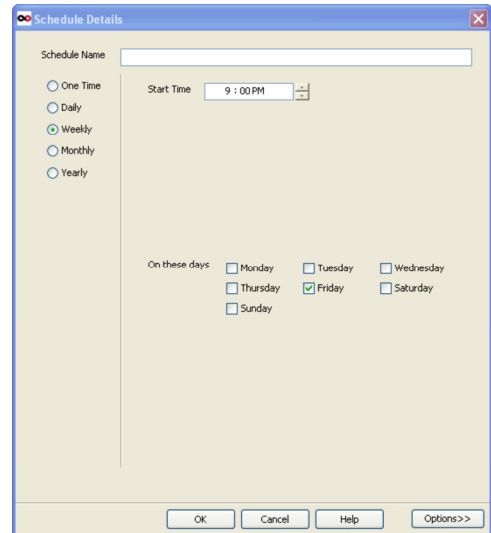 Schedule Details
Schedule Name
One Time
Start Time 9 : 00 PM
Daily
Weekly
Monthly
Yearly
On these days Monday Tuesday Wednesday
Thursday Friday Saturday
Sunday
OK Cancel Help Options>>